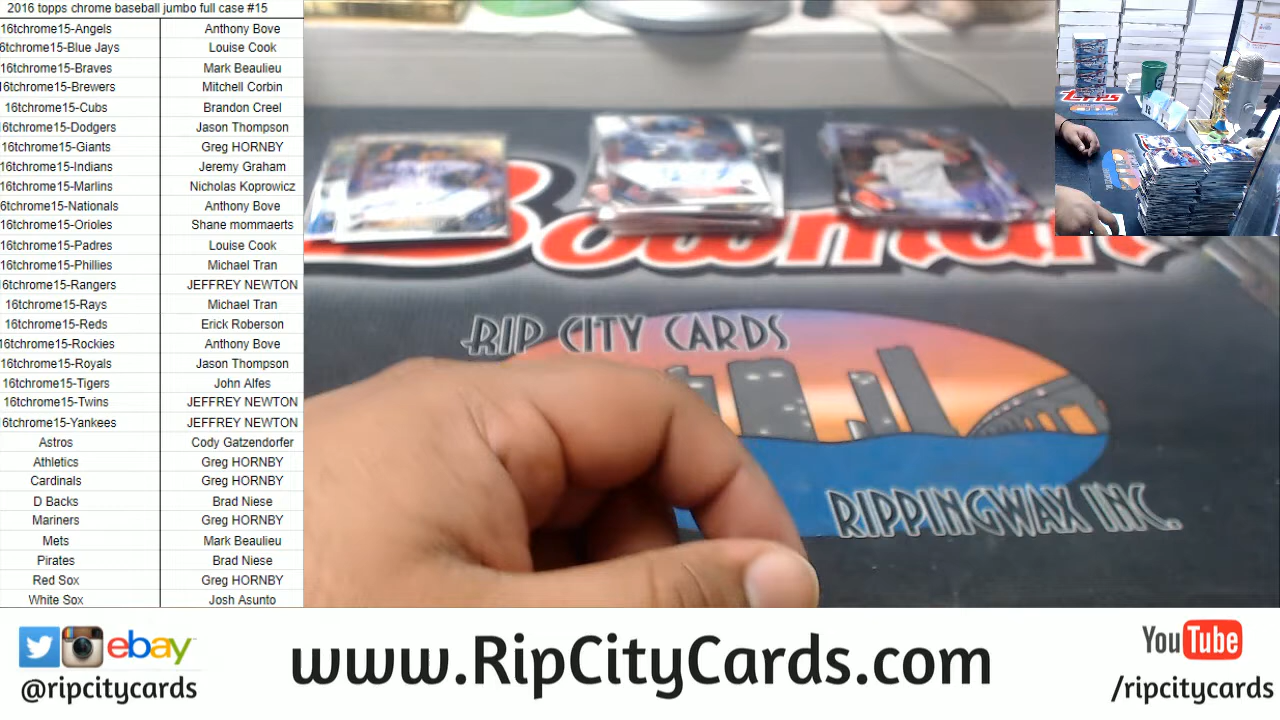 2016 topps chrome baseball jumbo full case #15
16tchrome15-Angels Anthony Bove
6tchrome15-Blue Jays Louise Cook
16tchrome15-Braves Mark Beaulieu
6tchrome15-Brewers Mitchell Corbin
16tchrome15-Cubs Brandon Creel
6tchrome15-Dodgers Jason Thompson
16tchrome15-Giants Greg HORNBY
16tchrome15-Indians Jeremy Graham
16tchrome15-Marlins Nicholas Koprowicz
6tchrome15-Nationals Anthony Bove
6tchrome15-Orioles Shane mommaerts
16tchrome15-Padres Louise Cook
16tchrome15-Phillies Michael Tran
6tchrome15-Rangers JEFFREY NEWTON
16tchrome15-Rays Michael Tran
16tchrome15-Reds Erick Roberson
6tchrome15-Rockies Anthony Bove
16tchrome15-Royals Jason Thompson
16tchrome15-Tigers John Alfes
16tchrome15-Twins JEFFREY NEWTON
6tchrome15-Yankees JEFFREY NEWTON
Astros Cody Gatzendorfer
Athletics Greg HORNBY
Cardinals Greg HORNBY
D Backs Brad Niese
Mariners Greg HORNBY
Mets Mark Beaulieu
Pirates Brad Niese
Red Sox Greg HORNBY
White Sox Josh Asunto
Bowman
RIP CITY CARDS
RIPPINGWAX INC.
Topps
ebay
@ripcitycards
www.RipCityCards.com
YouTube
/ripcitycards